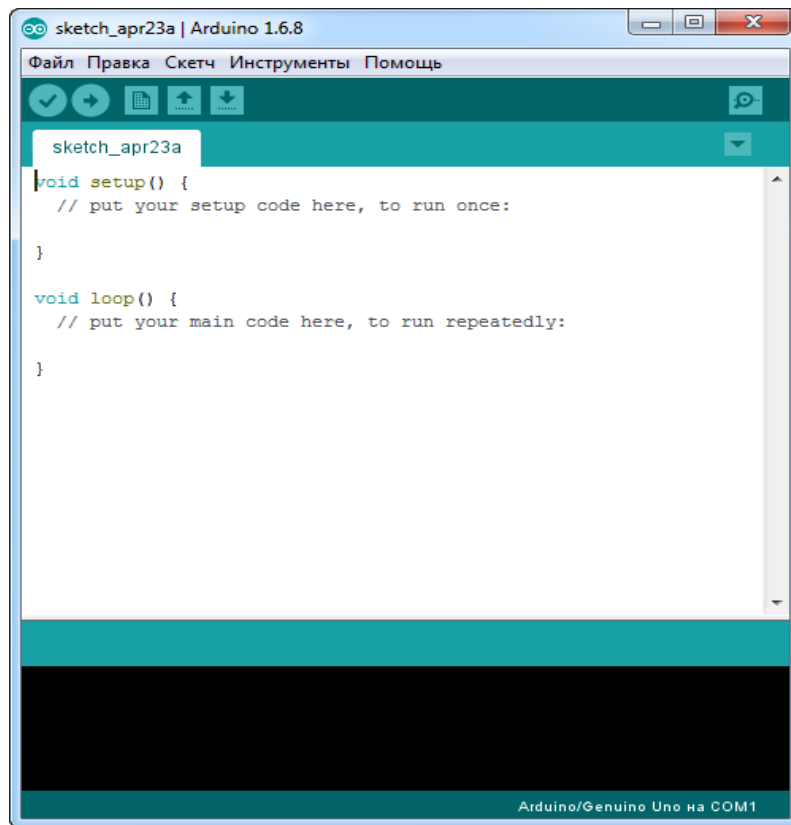 sketch_apr23a | Arduino 1.6.8
Файл Правка Скетч Инструменты Помощь
sketch_apr23a
void setup() {
  // put your setup code here, to run once:
}
void loop() {
  // put your main code here, to run repeatedly:
}
Arduino/Genuino Uno на COM1